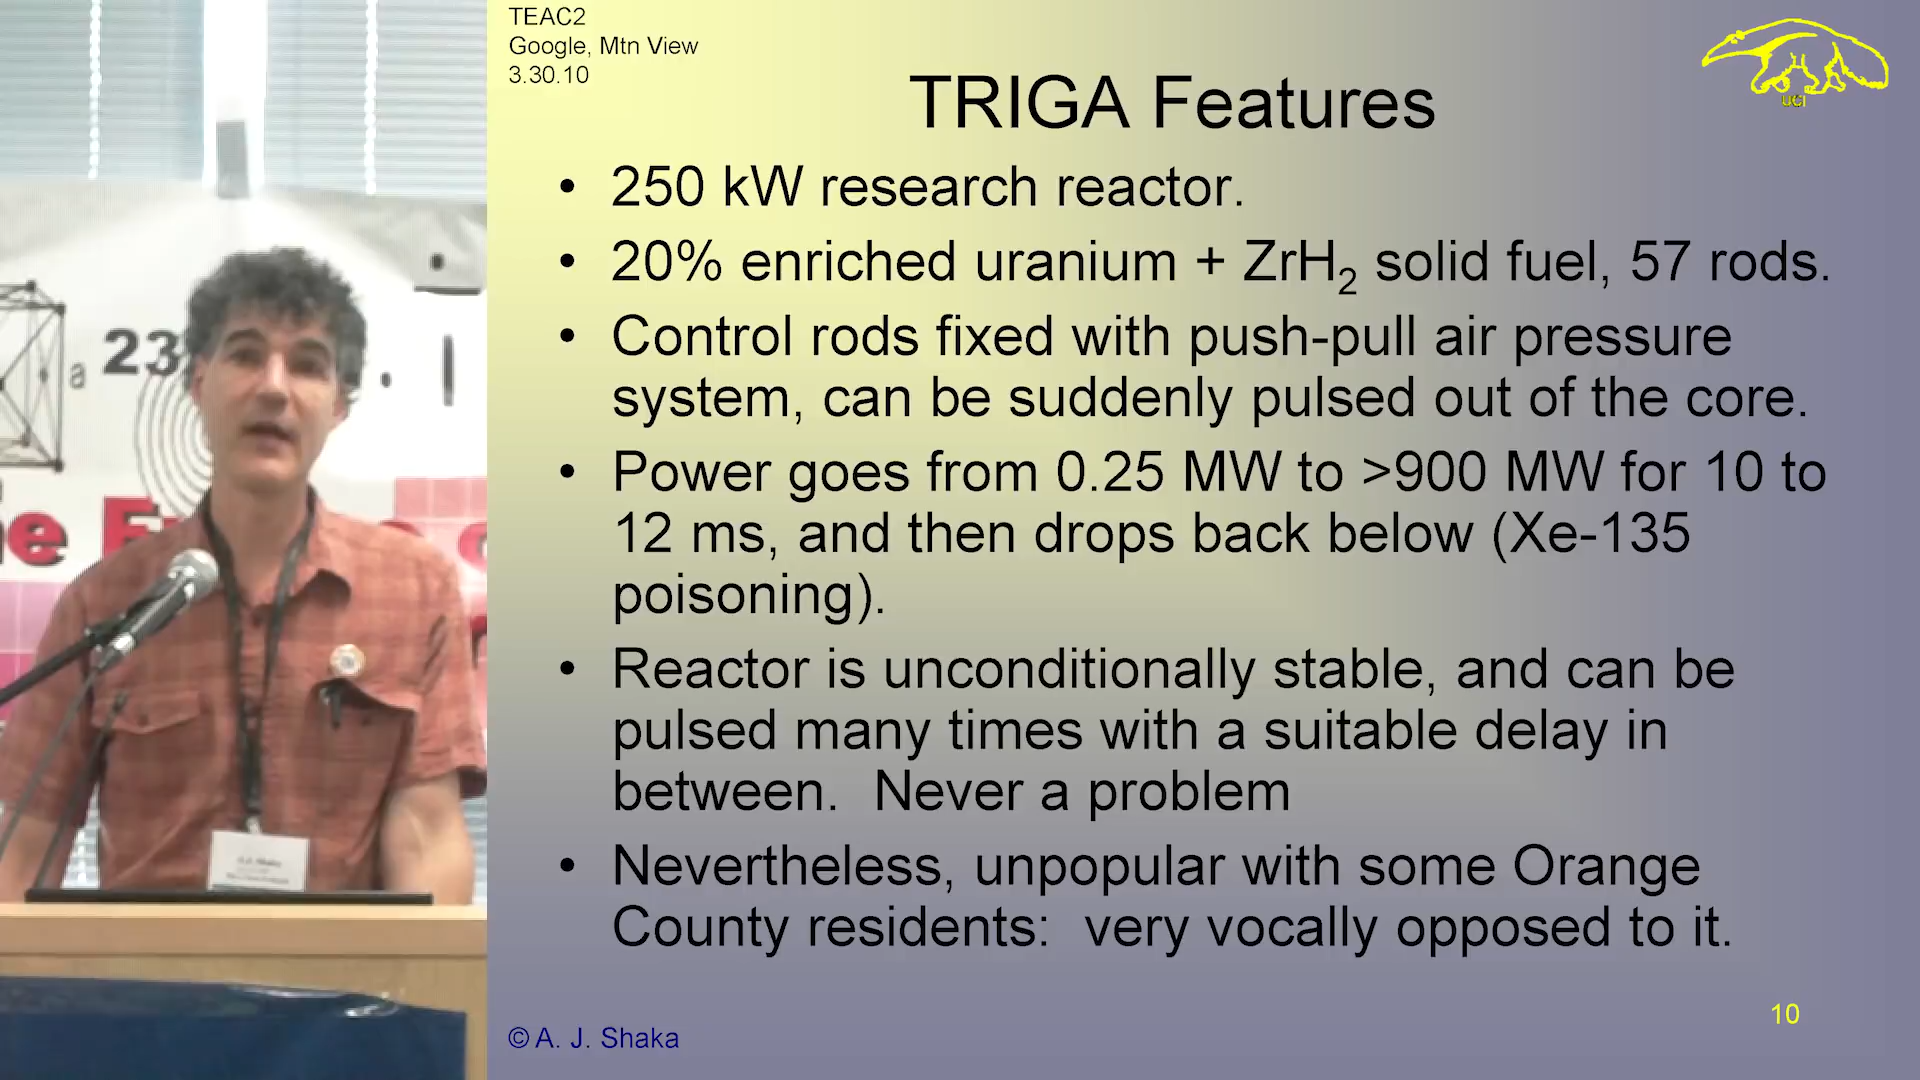 TEAC2
Google, Mtn View
3.30.10
UCI
TRIGA Features
• 250 kW research reactor.
• 20% enriched uranium + ZrH₂ solid fuel, 57 rods.
• Control rods fixed with push-pull air pressure
system, can be suddenly pulsed out of the core.
• Power goes from 0.25 MW to >900 MW for 10 to
12 ms, and then drops back below (Xe-135
poisoning).
• Reactor is unconditionally stable, and can be
pulsed many times with a suitable delay in
between.  Never a problem
• Nevertheless, unpopular with some Orange
County residents:  very vocally opposed to it.
10
© A. J. Shaka
a 23
A.J. Shaka